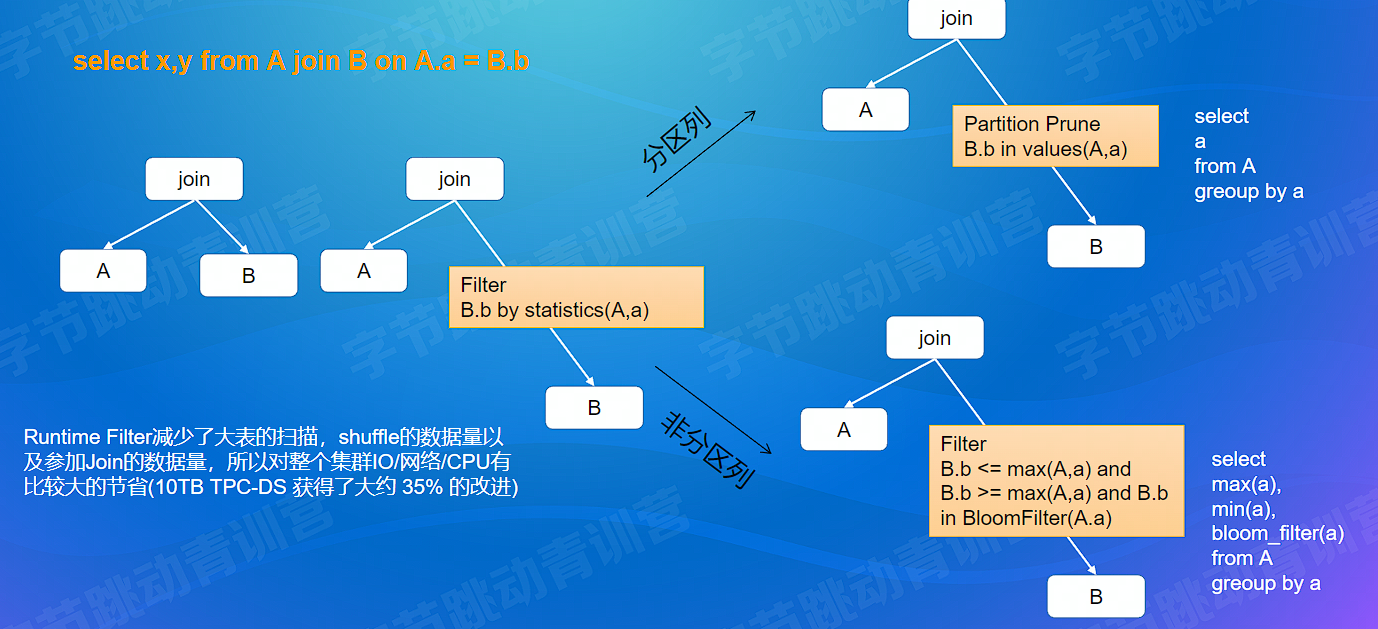 select x,y from A join B on A.a = B.b
join
A
B
join
A
Filter
B.b by statistics(A,a)
B
分区列
join
A
Partition Prune
B.b in values(A,a)
B
select
a
from A
greoup by a
非分区列
join
A
Filter
B.b <= max(A,a) and
B.b >= max(A,a) and B.b
in BloomFilter(A.a)
B
select
max(a),
min(a),
bloom_filter(a)
from A
greoup by a
Runtime Filter减少了大表的扫描，shuffle的数据量以
及参加Join的数据量，所以对整个集群IO/网络/CPU有
比较大的节省(10TB TPC-DS 获得了大约 35% 的改进)
字节跳动青训营